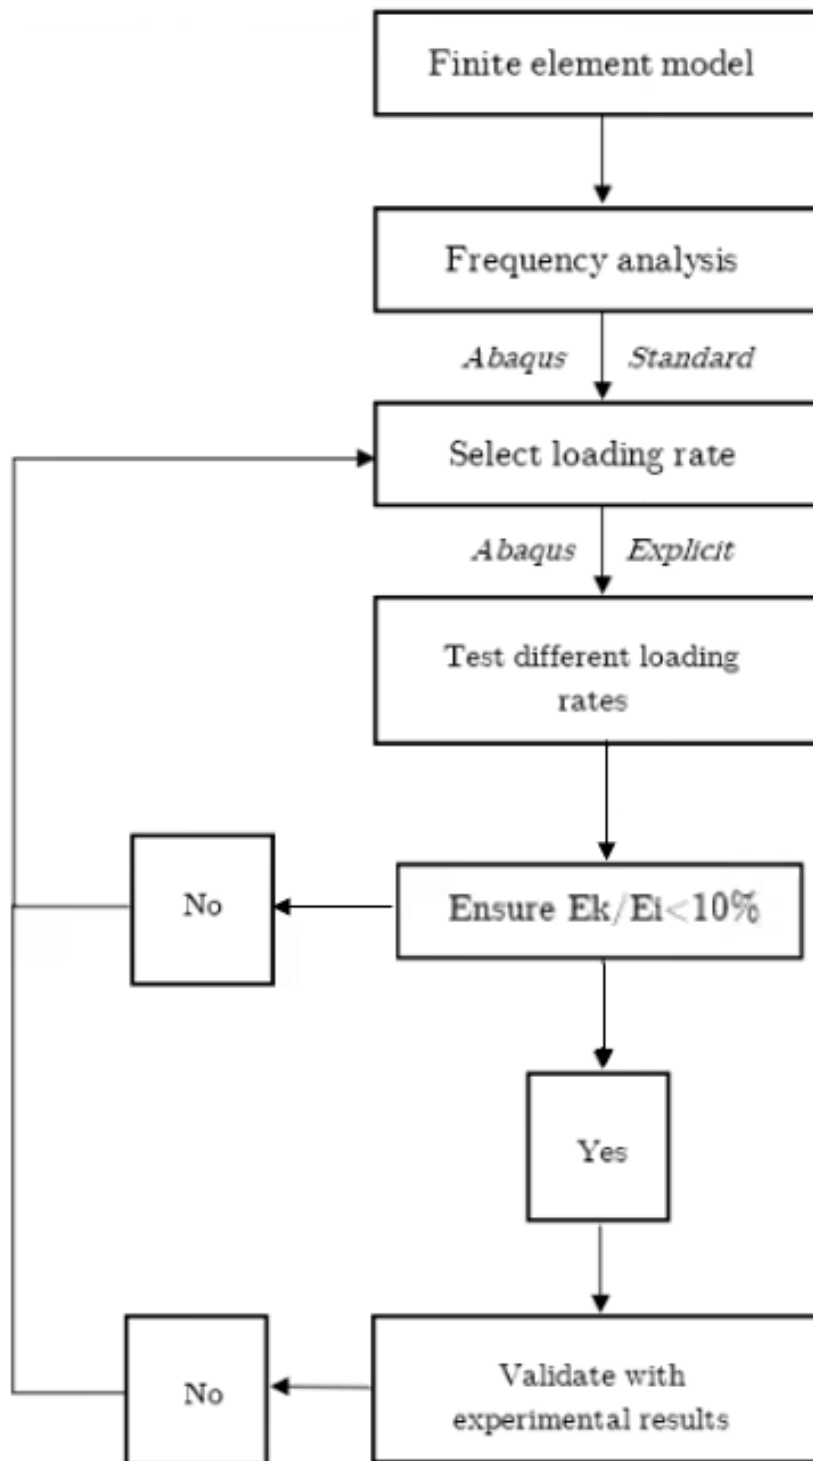 Finite element model
Frequency analysis
Abaqus Standard
Select loading rate
Abaqus Explicit
Test different loading
rates
No
Ensure Ek/Ei<10%
Yes
No
Validate with
experimental results